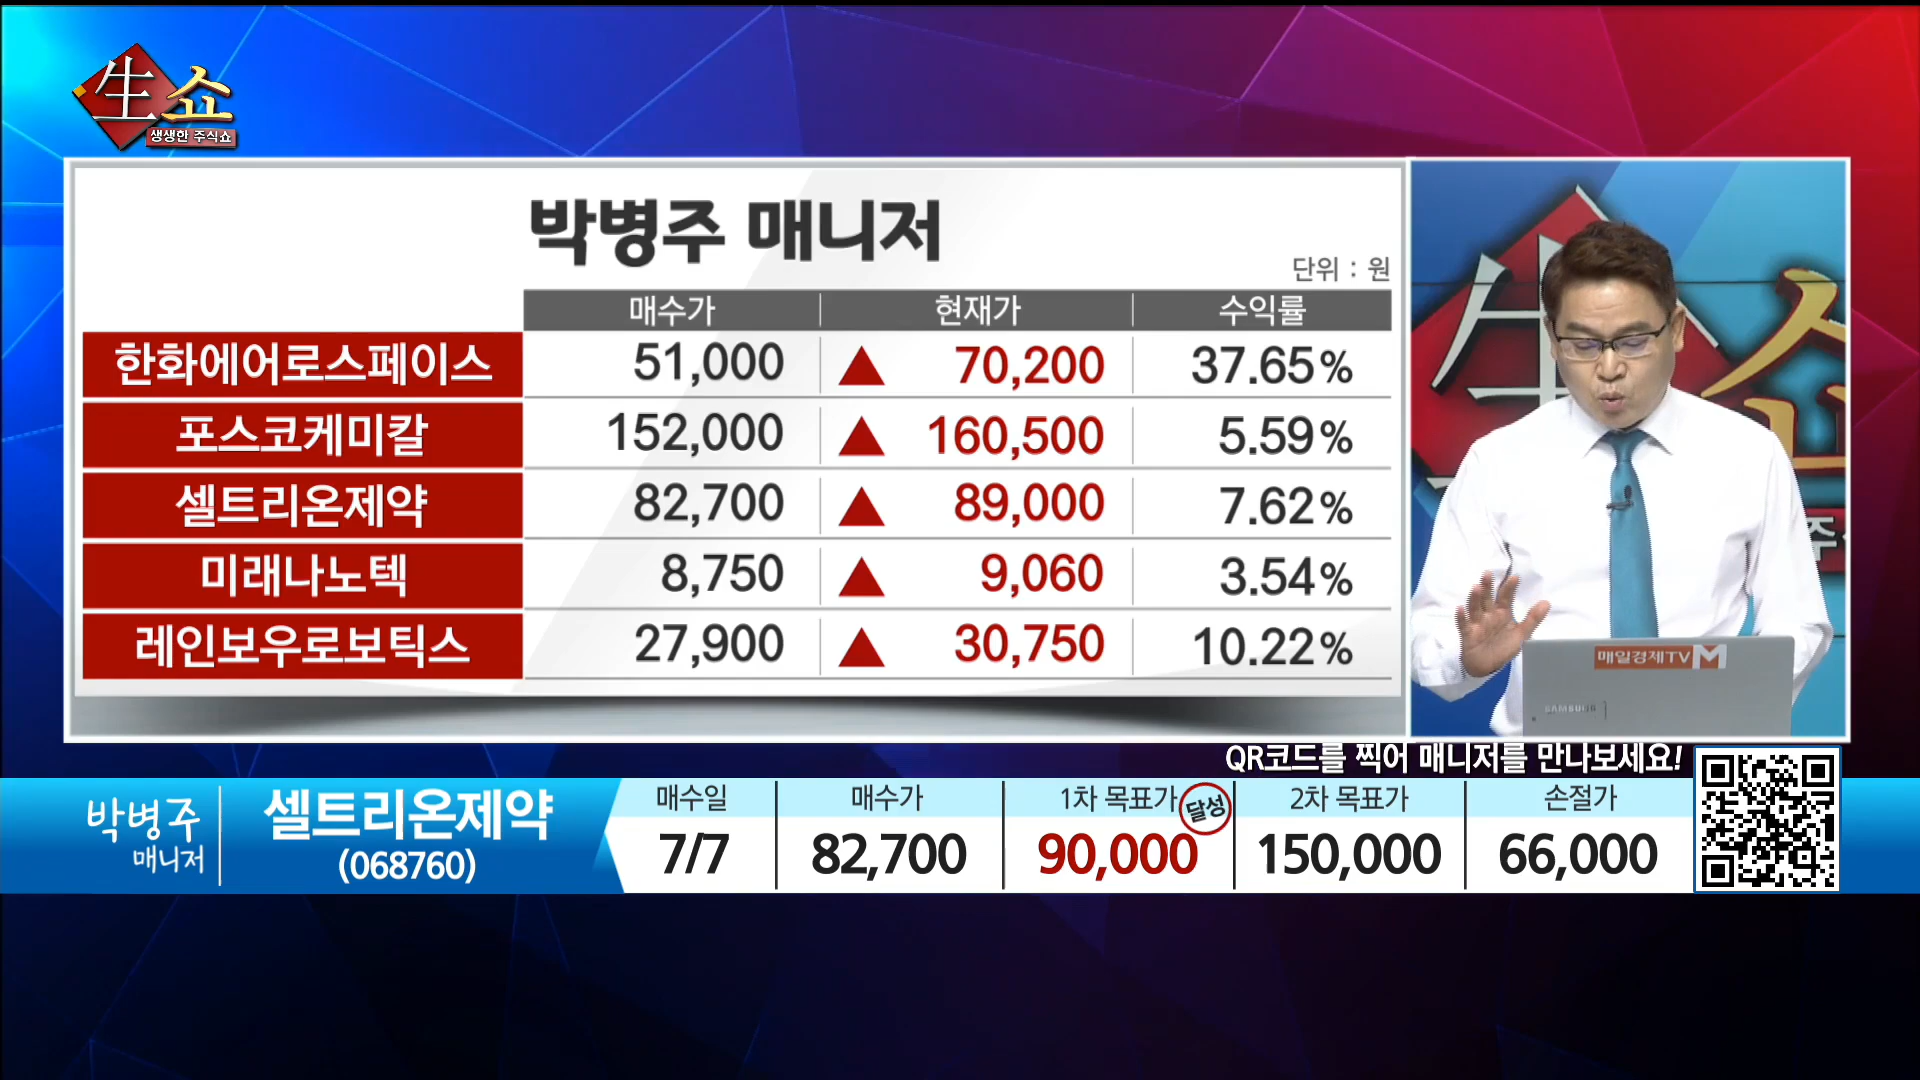 生쇼
생생한 주식쇼
박병주 매니저
단위 : 원
매수가 현재가 수익률
한화에어로스페이스 51,000 ▲ 70,200 37.65%
포스코케미칼 152,000 ▲ 160,500 5.59%
셀트리온제약 82,700 ▲ 89,000 7.62%
미래나노텍 8,750 ▲ 9,060 3.54%
레인보우로보틱스 27,900 ▲ 30,750 10.22%
生쇼
주
매일경제TV M
SAMSUNG
QR코드를 찍어 매니저를 만나보세요!
박병주
매니저
셀트리온제약
(068760)
매수일 매수가 1차 목표가 달성 2차 목표가 손절가
7/7 82,700 90,000 150,000 66,000